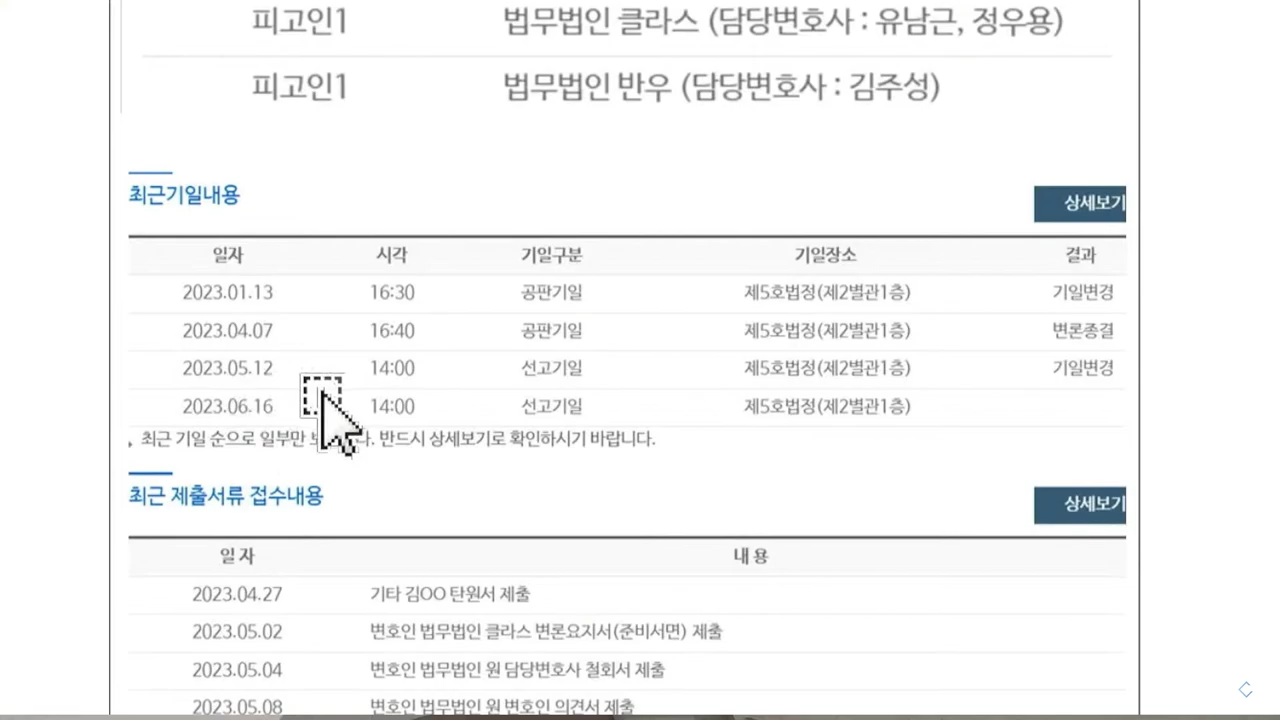 피고인1 법무법인 클라스 (담당변호사 : 유남근, 정우용)
피고인1 법무법인 반우 (담당변호사 : 김주성)
최근기일내용
상세보기
일자 시각 기일구분 기일장소 결과
2023.01.13 16:30 공판기일 제5호법정(제2별관1층) 기일변경
2023.04.07 16:40 공판기일 제5호법정(제2별관1층) 변론종결
2023.05.12 14:00 선고기일 제5호법정(제2별관1층) 기일변경
2023.06.16 14:00 선고기일 제5호법정(제2별관1층)
최근 기일 순으로 일부만 반드시 상세보기로 확인하시기 바랍니다.
최근 제출서류 접수내용
상세보기
일 자 내 용
2023.04.27 기타 김OO 탄원서 제출
2023.05.02 변호인 법무법인 클라스 변론요지서(준비서면) 제출
2023.05.04 변호인 법무법인 원 담당변호사 철회서 제출
2023.05.08 변호인 법무법인 원 변호인 의견서 제출